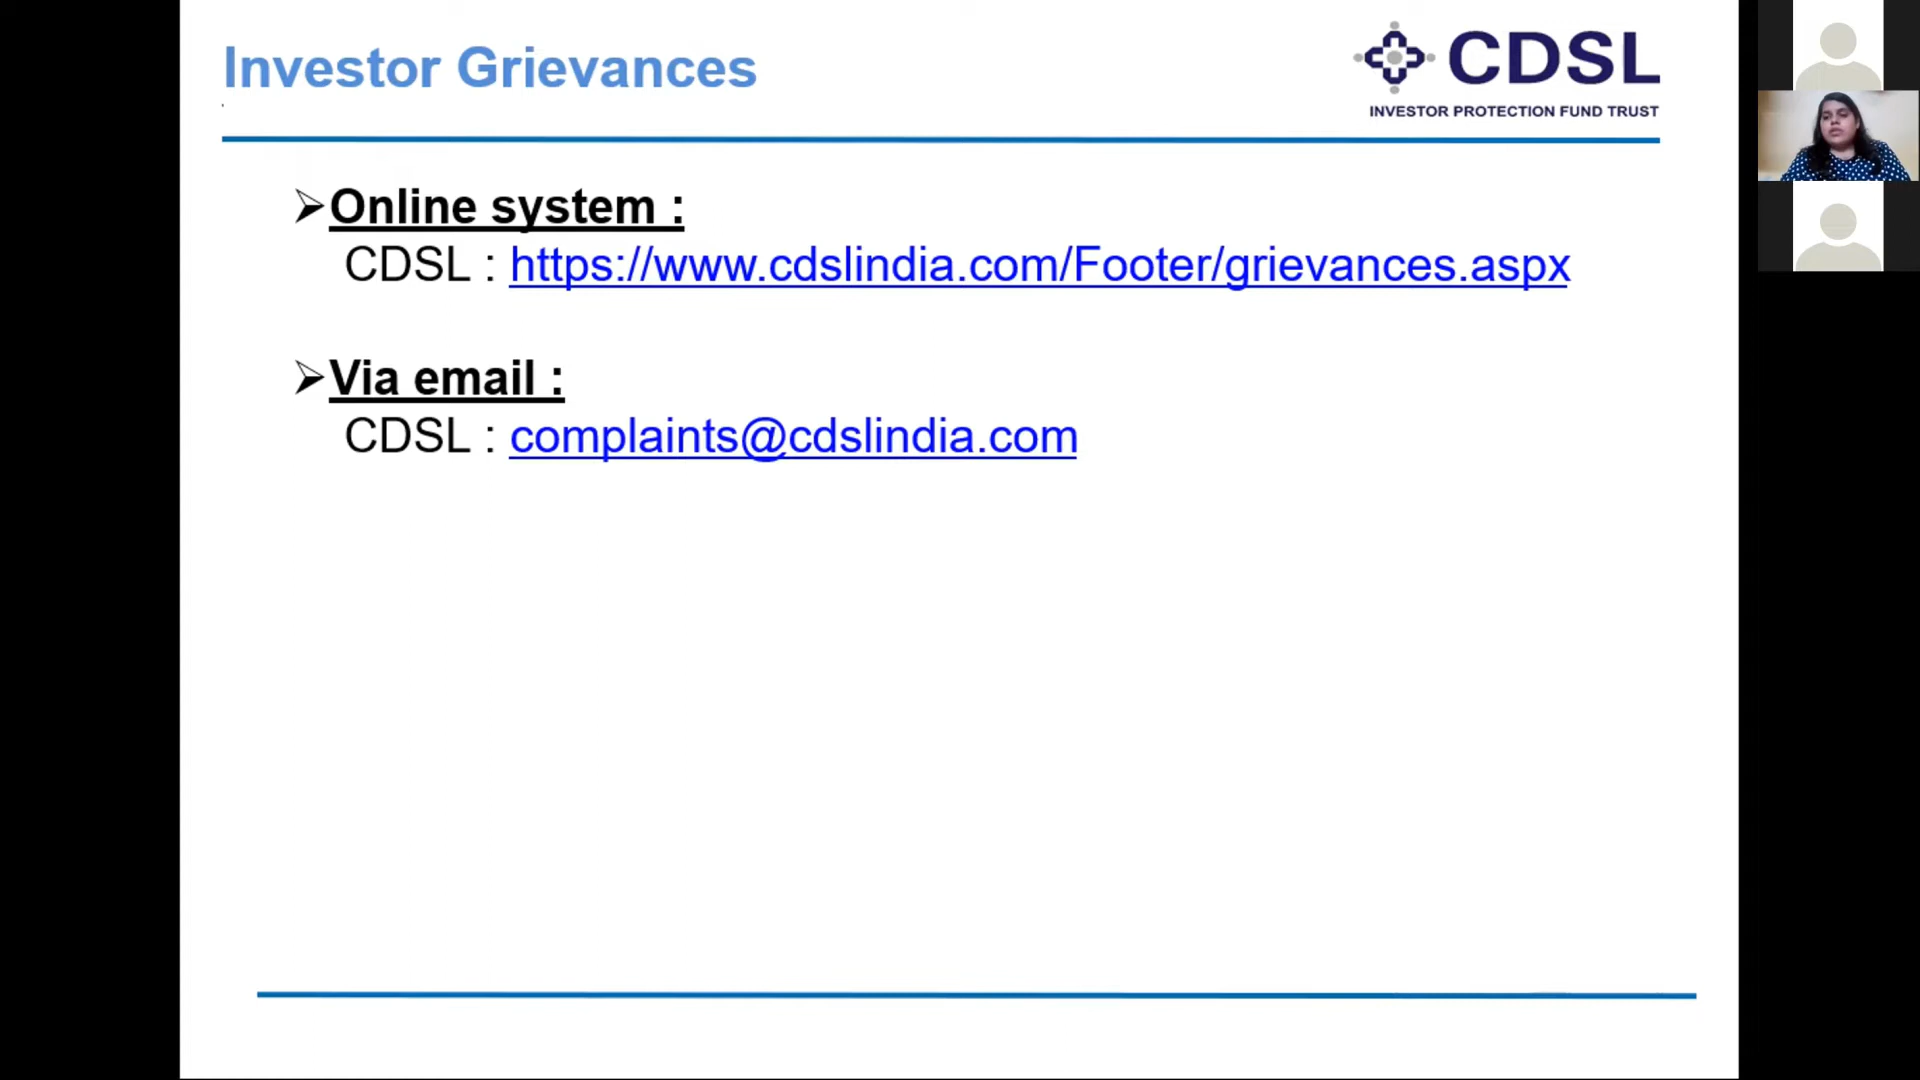 Investor Grievances
CDSL
INVESTOR PROTECTION FUND TRUST
➢Online system :
CDSL : https://www.cdslindia.com/Footer/grievances.aspx
➢Via email :
CDSL : complaints@cdslindia.com